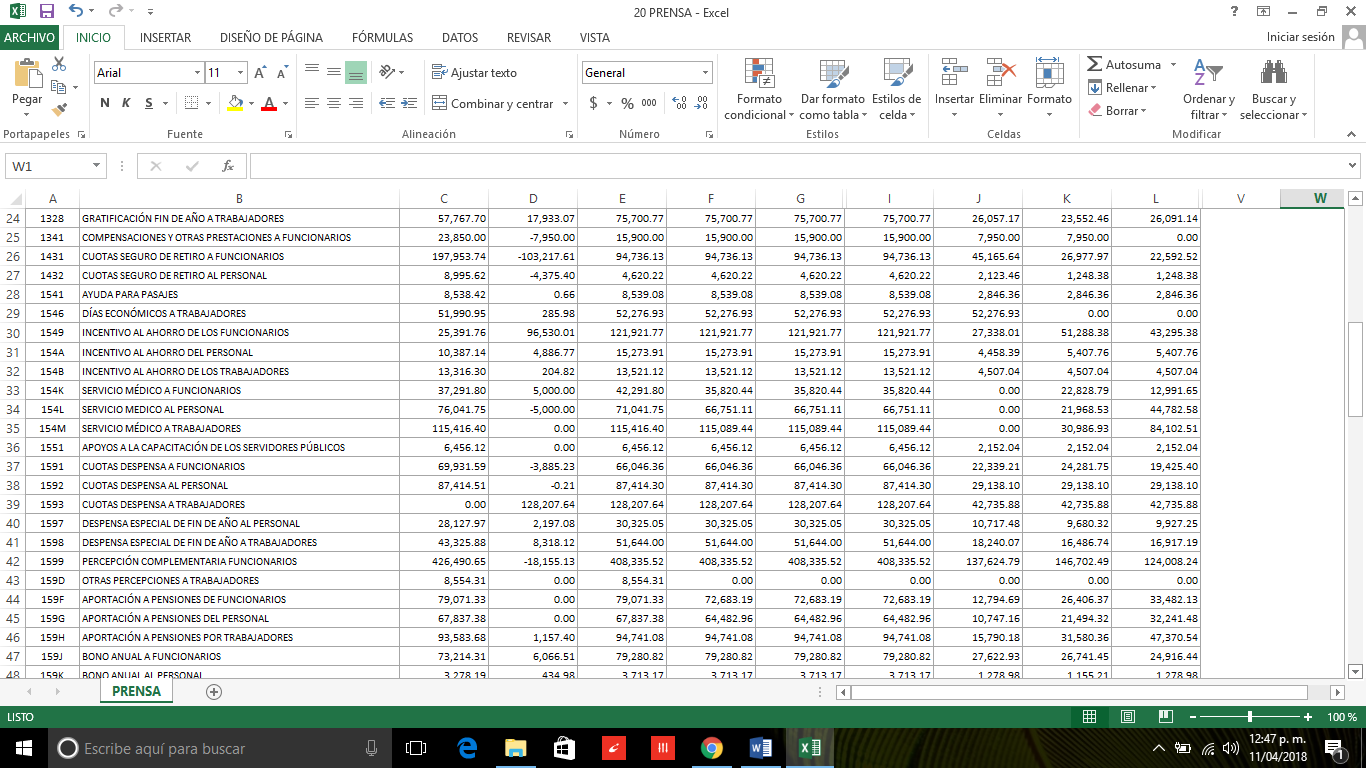 20 PRENSA - Excel
ARCHIVO INICIO INSERTAR DISEÑO DE PÁGINA FÓRMULAS DATOS REVISAR VISTA Iniciar sesión
Arial 11 Ajustar texto General Autosuma
Pegar N K S Combinar y centrar $ % 000 Formato condicional Dar formato como tabla Estilos de celda Insertar Eliminar Formato Rellenar Borrar Ordenar y filtrar Buscar y seleccionar
Portapapeles Fuente Alineación Número Estilos Celdas Modificar
W1 fx
A B C D E F G I J K L V W
24 1328 GRATIFICACIÓN FIN DE AÑO A TRABAJADORES 57,767.70 17,933.07 75,700.77 75,700.77 75,700.77 75,700.77 26,057.17 23,552.46 26,091.14
25 1341 COMPENSACIONES Y OTRAS PRESTACIONES A FUNCIONARIOS 23,850.00 -7,950.00 15,900.00 15,900.00 15,900.00 15,900.00 7,950.00 7,950.00 0.00
26 1431 CUOTAS SEGURO DE RETIRO A FUNCIONARIOS 197,953.74 -103,217.61 94,736.13 94,736.13 94,736.13 94,736.13 45,165.64 26,977.97 22,592.52
27 1432 CUOTAS SEGURO DE RETIRO AL PERSONAL 8,995.62 -4,375.40 4,620.22 4,620.22 4,620.22 4,620.22 2,123.46 1,248.38 1,248.38
28 1541 AYUDA PARA PASAJES 8,538.42 0.66 8,539.08 8,539.08 8,539.08 8,539.08 2,846.36 2,846.36 2,846.36
29 1546 DÍAS ECONÓMICOS A TRABAJADORES 51,990.95 285.98 52,276.93 52,276.93 52,276.93 52,276.93 52,276.93 0.00 0.00
30 1549 INCENTIVO AL AHORRO DE LOS FUNCIONARIOS 25,391.76 96,530.01 121,921.77 121,921.77 121,921.77 121,921.77 27,338.01 51,288.38 43,295.38
31 154A INCENTIVO AL AHORRO DEL PERSONAL 10,387.14 4,886.77 15,273.91 15,273.91 15,273.91 15,273.91 4,458.39 5,407.76 5,407.76
32 154B INCENTIVO AL AHORRO DE LOS TRABAJADORES 13,316.30 204.82 13,521.12 13,521.12 13,521.12 13,521.12 4,507.04 4,507.04 4,507.04
33 154K SERVICIO MÉDICO A FUNCIONARIOS 37,291.80 5,000.00 42,291.80 35,820.44 35,820.44 35,820.44 0.00 22,828.79 12,991.65
34 154L SERVICIO MEDICO AL PERSONAL 76,041.75 -5,000.00 71,041.75 66,751.11 66,751.11 66,751.11 0.00 21,968.53 44,782.58
35 154M SERVICIO MÉDICO A TRABAJADORES 115,416.40 0.00 115,416.40 115,089.44 115,089.44 115,089.44 0.00 30,986.93 84,102.51
36 1551 APOYOS A LA CAPACITACIÓN DE LOS SERVIDORES PÚBLICOS 6,456.12 0.00 6,456.12 6,456.12 6,456.12 6,456.12 2,152.04 2,152.04 2,152.04
37 1591 CUOTAS DESPENSA A FUNCIONARIOS 69,931.59 -3,885.23 66,046.36 66,046.36 66,046.36 66,046.36 22,339.21 24,281.75 19,425.40
38 1592 CUOTAS DESPENSA AL PERSONAL 87,414.51 -0.21 87,414.30 87,414.30 87,414.30 87,414.30 29,138.10 29,138.10 29,138.10
39 1593 CUOTAS DESPENSA A TRABAJADORES 0.00 128,207.64 128,207.64 128,207.64 128,207.64 128,207.64 42,735.88 42,735.88 42,735.88
40 1597 DESPENSA ESPECIAL DE FIN DE AÑO AL PERSONAL 28,127.97 2,197.08 30,325.05 30,325.05 30,325.05 30,325.05 10,717.48 9,680.32 9,927.25
41 1598 DESPENSA ESPECIAL DE FIN DE AÑO A TRABAJADORES 43,325.88 8,318.12 51,644.00 51,644.00 51,644.00 51,644.00 18,240.07 16,486.74 16,917.19
42 1599 PERCEPCIÓN COMPLEMENTARIA FUNCIONARIOS 426,490.65 -18,155.13 408,335.52 408,335.52 408,335.52 408,335.52 137,624.79 146,702.49 124,008.24
43 159D OTRAS PERCEPCIONES A TRABAJADORES 8,554.31 0.00 8,554.31 0.00 0.00 0.00 0.00 0.00 0.00
44 159F APORTACIÓN A PENSIONES DE FUNCIONARIOS 79,071.33 0.00 79,071.33 72,683.19 72,683.19 72,683.19 12,794.69 26,406.37 33,482.13
45 159G APORTACIÓN A PENSIONES DEL PERSONAL 67,837.38 0.00 67,837.38 64,482.96 64,482.96 64,482.96 10,747.16 21,494.32 32,241.48
46 159H APORTACIÓN A PENSIONES POR TRABAJADORES 93,583.68 1,157.40 94,741.08 94,741.08 94,741.08 94,741.08 15,790.18 31,580.36 47,370.54
47 159J BONO ANUAL A FUNCIONARIOS 73,214.31 6,066.51 79,280.82 79,280.82 79,280.82 79,280.82 27,622.93 26,741.45 24,916.44
48 159K BONO ANUAL AL PERSONAL 3,278.19 434.98 3,713.17 3,713.17 3,713.17 3,713.17 1,278.98 1,155.21 1,278.98
PRENSA
LISTO 100 %
Escribe aquí para buscar 12:47 p. m.
11/04/2018 1